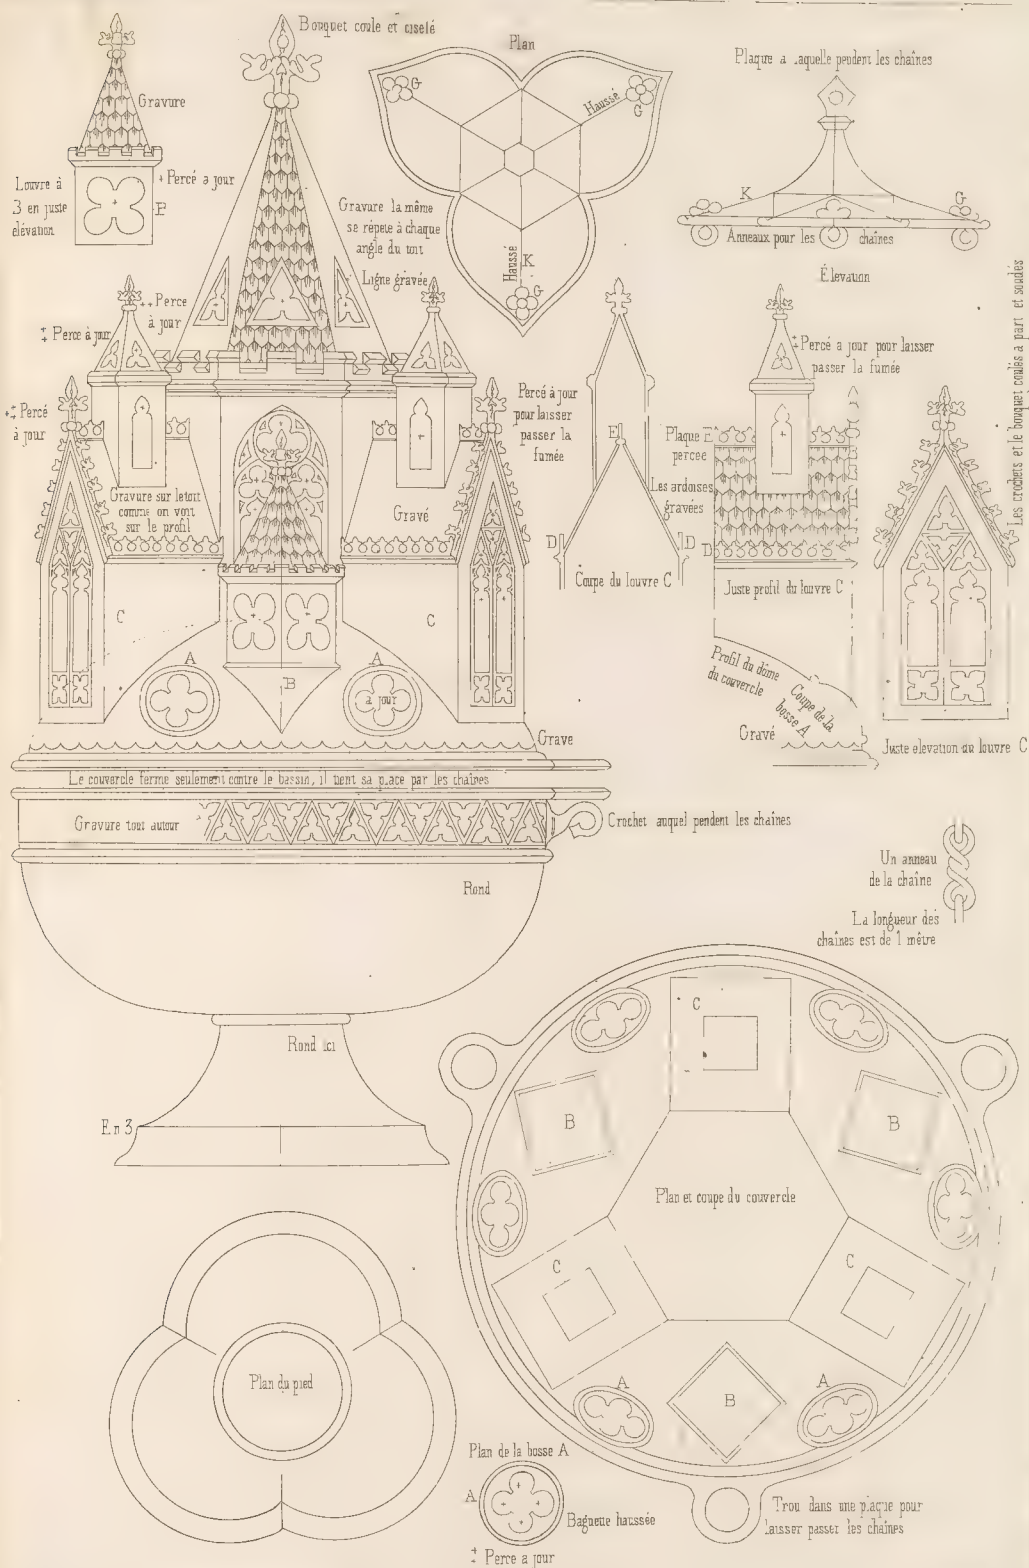 Bouquet coule et ciselé
Plan
Plaque a laquelle pendent les chaînes
Gravure
Haussé
G
G
G
K
Haussé
Louvre à
3 en juste
élévation
+ Percé a jour
Gravure la même
se répète à chaque
angle du toit
Ligne gravée
K
G
Anneaux pour les chaînes
Élevation
++ Perce
à jour
‡ Perce à jour
‡ Percé a jour pour laisser
passer la fumée
Les crochets et le bouquet coulés a part et soudés
Percé
à jour
Percé à jour
pour laisser
passer la
fumée
E
Plaque E
percée
Les ardoises
gravées
Gravure sur le toit
comme on voit
sur le profil
Gravé
D
D
D
Coupe du louvre C
Juste profil du louvre C
C
C
A
A
B
à jour
Profil du dôme
du couvercle
Coupe de la
bosse A
Gravé
Grave
Juste elevation du louvre C
Le couvercle ferme seulement contre le bassin, il tient sa place par les chaînes
Gravure tout autour
Crochet auquel pendent les chaînes
Rond
Un anneau
de la chaîne
La longueur des
chaînes est de 1 mêtre
Rond ici
En 3
C
B
B
Plan et coupe du couvercle
C
C
A
A
B
Plan du pied
Plan de la bosse A
A
Baguette haussée
‡ Perce a jour
Trou dans une plaque pour
laisser passer les chaînes